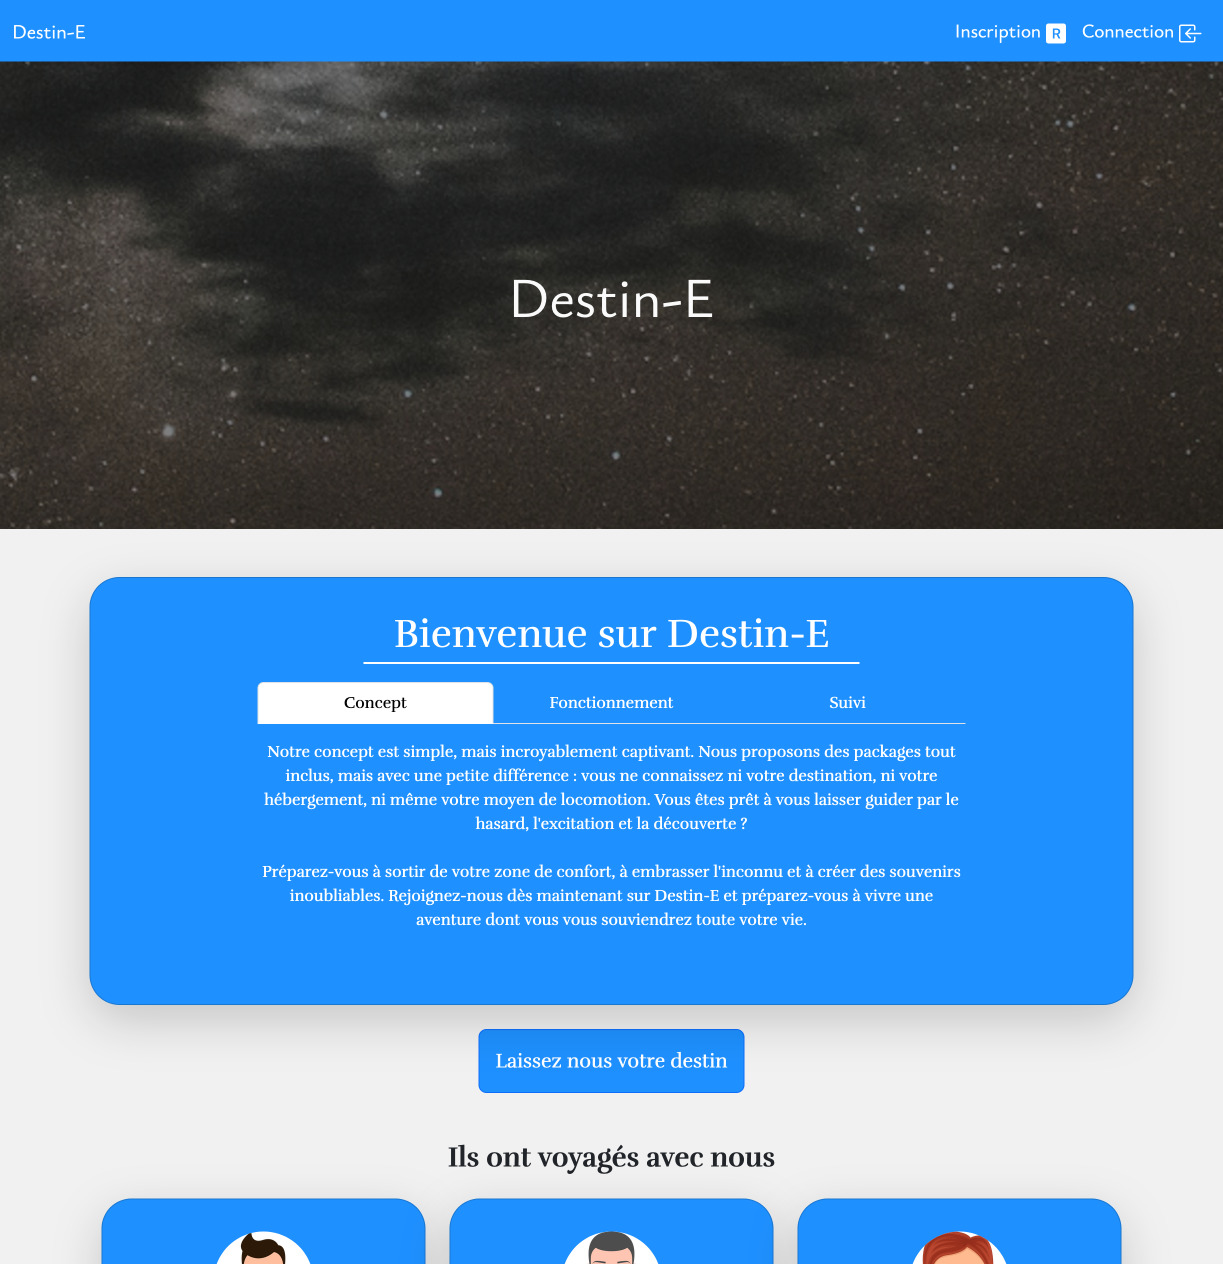 Destin-E
Inscription R
Connection
Destin-E
Bienvenue sur Destin-E
Concept
Fonctionnement
Suivi
Notre concept est simple, mais incroyablement captivant. Nous proposons des packages tout
inclus, mais avec une petite différence : vous ne connaissez ni votre destination, ni votre
hébergement, ni même votre moyen de locomotion. Vous êtes prêt à vous laisser guider par le
hasard, l'excitation et la découverte ?
Préparez-vous à sortir de votre zone de confort, à embrasser l'inconnu et à créer des souvenirs
inoubliables. Rejoignez-nous dès maintenant sur Destin-E et préparez-vous à vivre une
aventure dont vous vous souviendrez toute votre vie.
Laissez nous votre destin
Ils ont voyagés avec nous